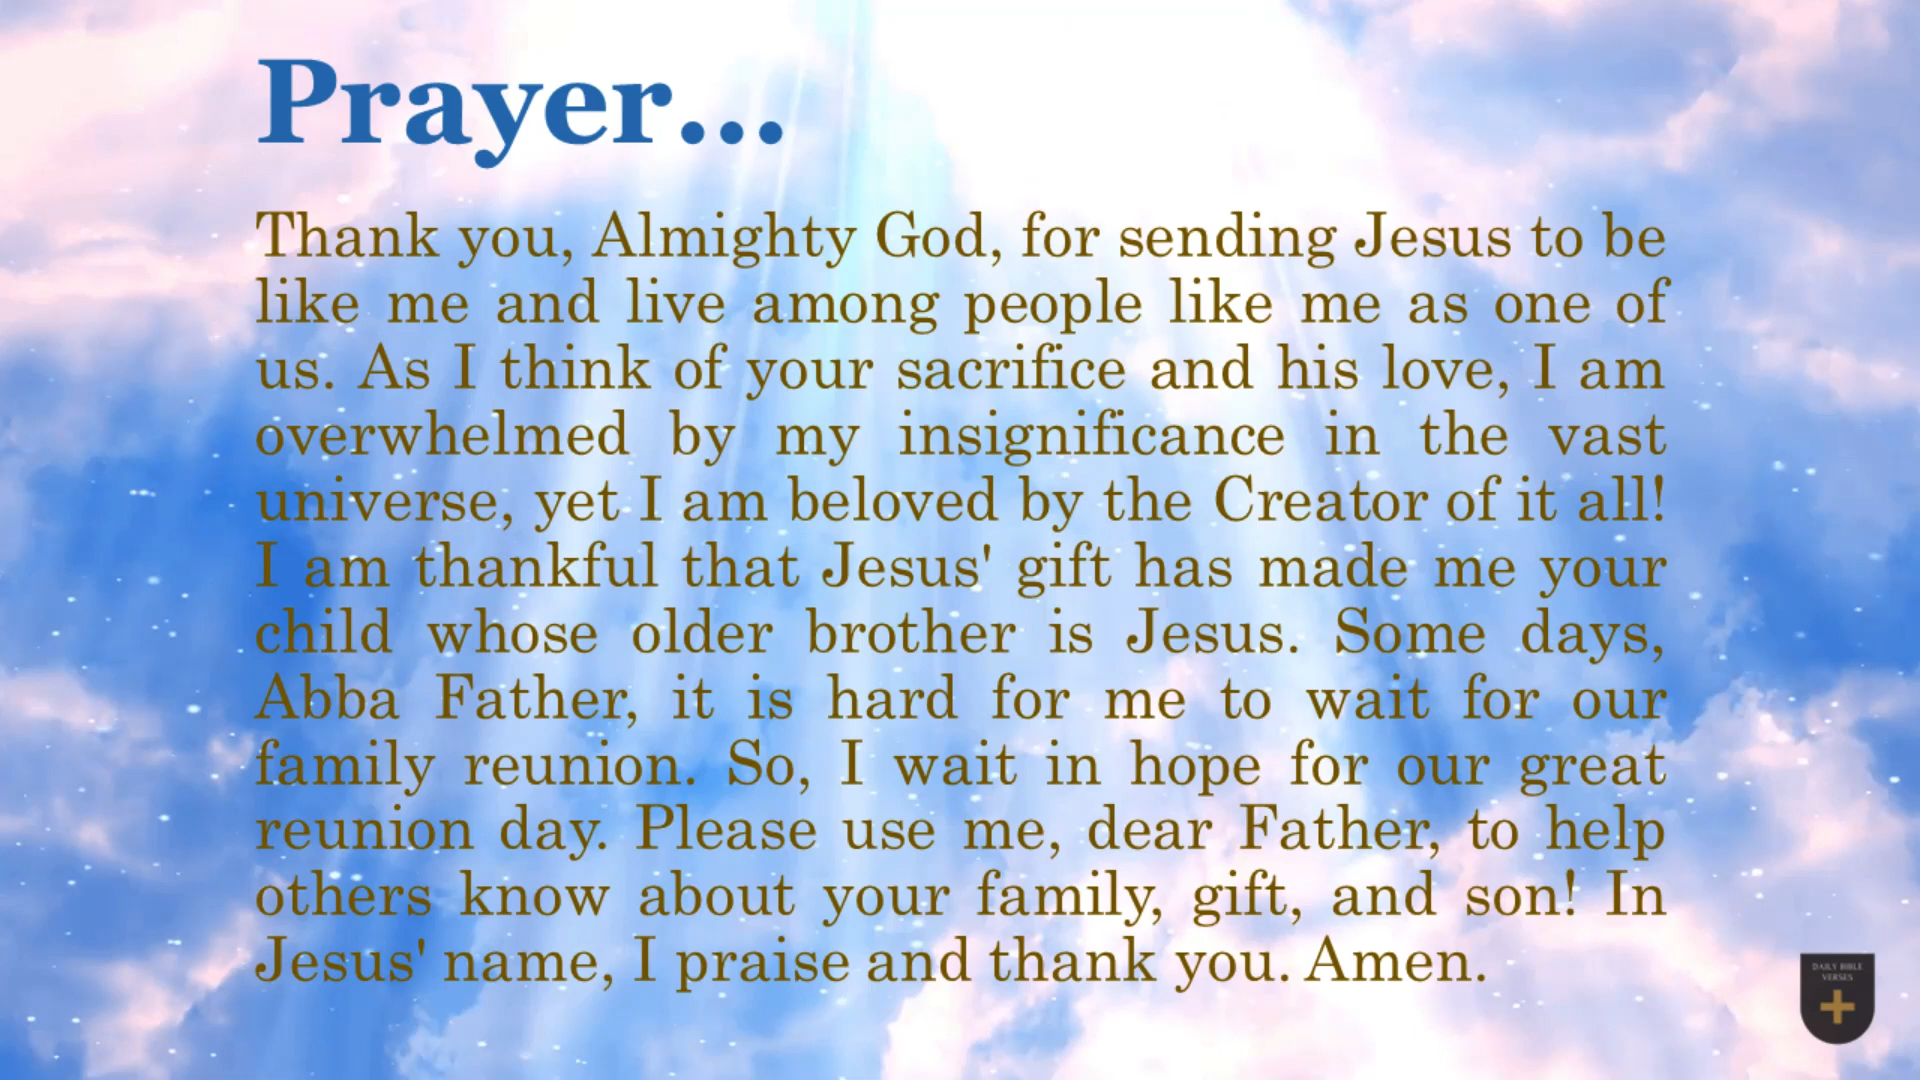 Prayer...
Thank you, Almighty God, for sending Jesus to be
like me and live among people like me as one of
us. As I think of your sacrifice and his love, I am
overwhelmed by my insignificance in the vast
universe, yet I am beloved by the Creator of it all!
I am thankful that Jesus' gift has made me your
child whose older brother is Jesus. Some days,
Abba Father, it is hard for me to wait for our
family reunion. So, I wait in hope for our great
reunion day. Please use me, dear Father, to help
others know about your family, gift, and son! In
Jesus' name, I praise and thank you. Amen.
DAILY BIBLE
VERSES